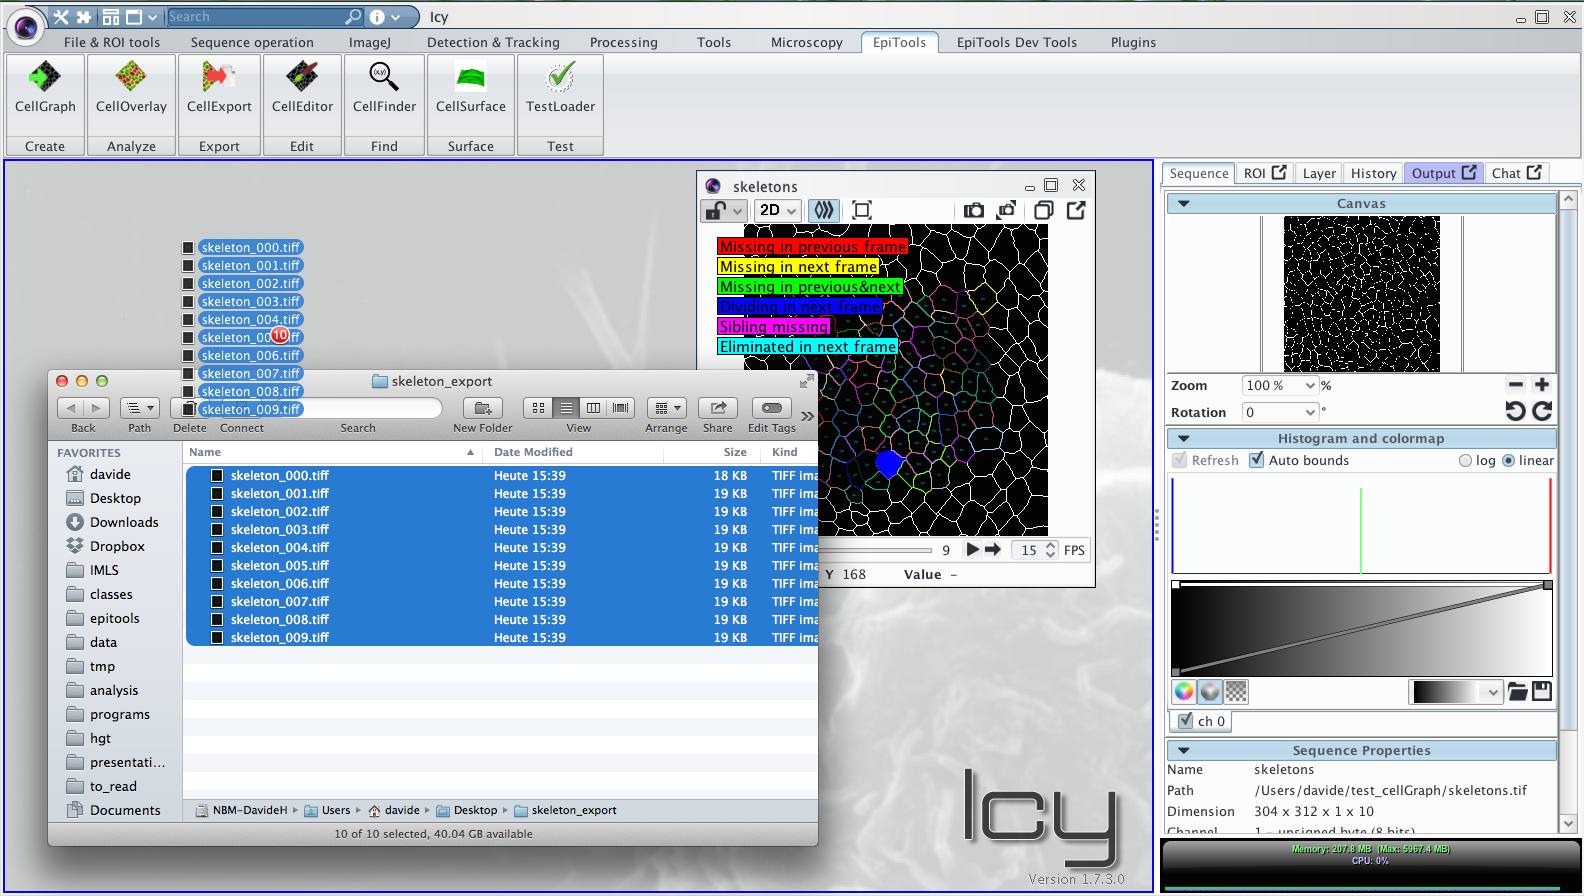 Search
Icy
File & ROI tools
Sequence operation
ImageJ
Detection & Tracking
Processing
Tools
Microscopy
EpiTools
EpiTools Dev Tools
Plugins
CellGraph
CellOverlay
CellExport
CellEditor
CellFinder
CellSurface
TestLoader
Create
Analyze
Export
Edit
Find
Surface
Test
skeleton_000.tiff
skeleton_001.tiff
skeleton_002.tiff
skeleton_003.tiff
skeleton_004.tiff
10
skeleton_006.tiff
skeleton_007.tiff
skeleton_008.tiff
skeleton_009.tiff
skeletons
2D
Missing in previous frame
Missing in next frame
Missing in previous&next
Dividing in next frame
Sibling missing
Eliminated in next frame
9
15
FPS
Y 168
Value -
skeleton_export
Back
Path
Delete
Connect
Search
New Folder
View
Arrange
Share
Edit Tags
FAVORITES
davide
Desktop
Downloads
Dropbox
IMLS
classes
epitools
data
tmp
analysis
programs
hgt
presentati...
to_read
Documents
Name Date Modified Size Kind
skeleton_000.tiff Heute 15:39 18 KB TIFF ima
skeleton_001.tiff Heute 15:39 19 KB TIFF ima
skeleton_002.tiff Heute 15:39 19 KB TIFF ima
skeleton_003.tiff Heute 15:39 19 KB TIFF ima
skeleton_004.tiff Heute 15:39 19 KB TIFF ima
skeleton_005.tiff Heute 15:39 19 KB TIFF ima
skeleton_006.tiff Heute 15:39 19 KB TIFF ima
skeleton_007.tiff Heute 15:39 19 KB TIFF ima
skeleton_008.tiff Heute 15:39 19 KB TIFF ima
skeleton_009.tiff Heute 15:39 19 KB TIFF ima
NBM-DavideH
Users
davide
Desktop
skeleton_export
10 of 10 selected, 40.04 GB available
Icy
Version 1.7.3.0
Sequence
ROI
Layer
History
Output
Chat
Canvas
Zoom 100 % %
Rotation 0 °
Histogram and colormap
Refresh
Auto bounds
log
linear
ch 0
Sequence Properties
Name skeletons
Path /Users/davide/test_cellGraph/skeletons.tif
Dimension 304 x 312 x 1 x 10
Channel 1 - unsigned byte (8 bits)
Memory: 207.8 MB (Max: 5967.4 MB)
CPU: 0%